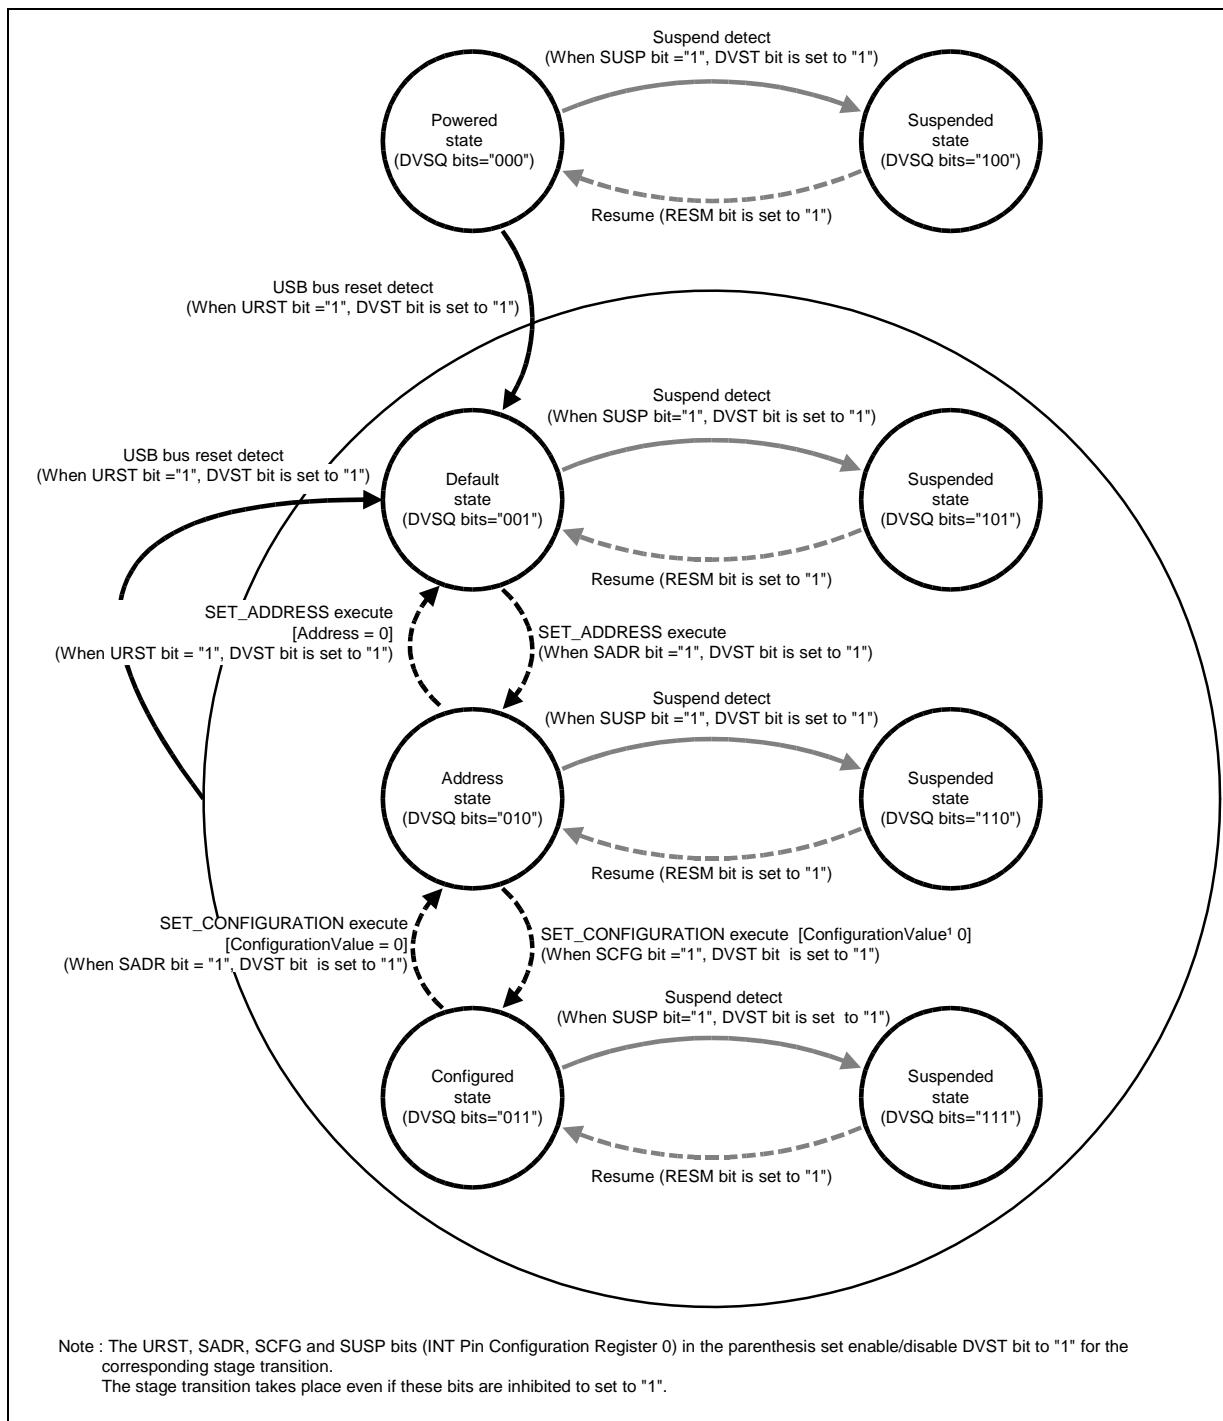 Suspend detect
(When SUSP bit ="1", DVST bit is set to "1")
Powered
state
(DVSQ bits="000")
Suspended
state
(DVSQ bits="100")
Resume (RESM bit is set to "1")
USB bus reset detect
(When URST bit ="1", DVST bit is set to "1")
Suspend detect
(When SUSP bit="1", DVST bit is set to "1")
USB bus reset detect
(When URST bit ="1", DVST bit is set to "1")
Default
state
(DVSQ bits="001")
Suspended
state
(DVSQ bits="101")
Resume (RESM bit is set to "1")
SET_ADDRESS execute
[Address = 0]
(When URST bit = "1", DVST bit is set to "1")
SET_ADDRESS execute
(When SADR bit ="1", DVST bit is set to "1")
Suspend detect
(When SUSP bit ="1", DVST bit is set to "1")
Address
state
(DVSQ bits="010")
Suspended
state
(DVSQ bits="110")
Resume (RESM bit is set to "1")
SET_CONFIGURATION execute
[ConfigurationValue = 0]
(When SADR bit = "1", DVST bit  is set to "1")
SET_CONFIGURATION execute  [ConfigurationValue¹ 0]
(When SCFG bit ="1", DVST bit  is set to "1")
Suspend detect
(When SUSP bit="1", DVST bit is set  to "1")
Configured
state
(DVSQ bits="011")
Suspended
state
(DVSQ bits="111")
Resume (RESM bit is set to "1")
Note : The URST, SADR, SCFG and SUSP bits (INT Pin Configuration Register 0) in the parenthesis set enable/disable DVST bit to "1" for the
corresponding stage transition.
The stage transition takes place even if these bits are inhibited to set to "1".